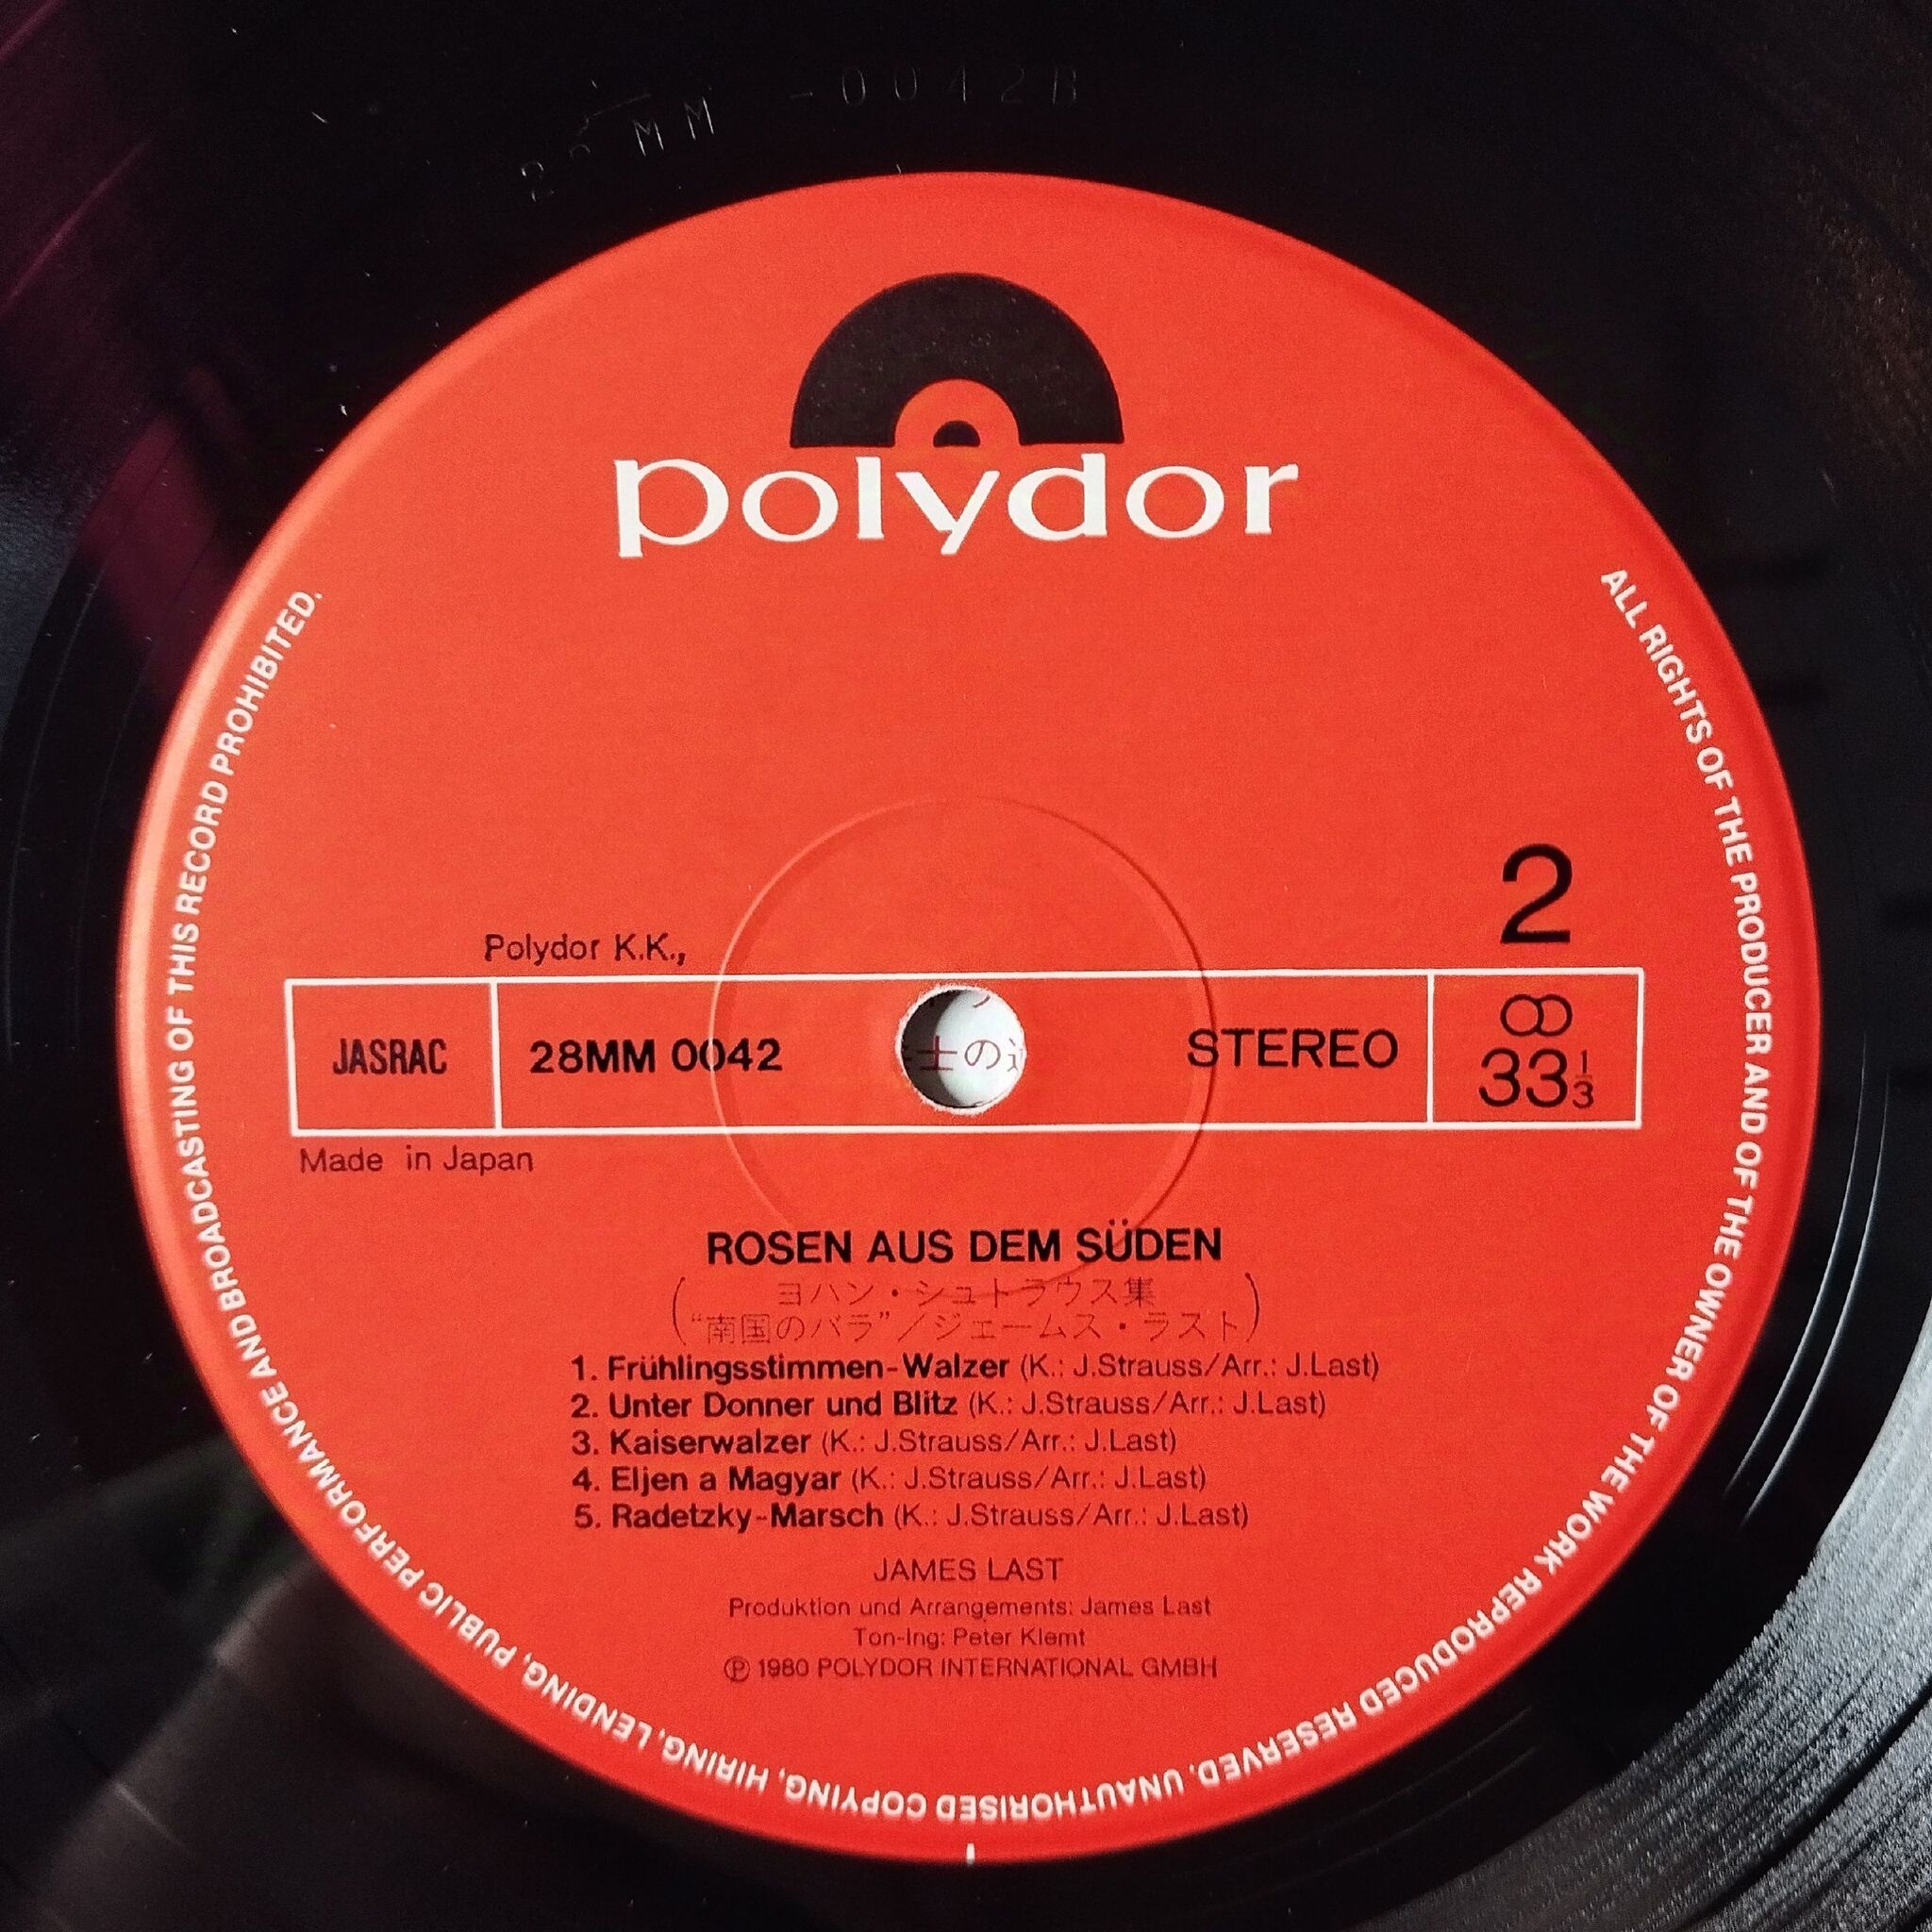 MM -0042B
polydor
2
Polydor K.K.,
JASRAC 28MM 0042 STEREO 33⅓
士の
Made in Japan
ROSEN AUS DEM SÜDEN
(ヨハン・シュトラウス集
“南国のバラ”／ジェームス・ラスト)
1. Frühlingsstimmen-Walzer (K.: J.Strauss/Arr.: J.Last)
2. Unter Donner und Blitz (K.: J.Strauss/Arr.: J.Last)
3. Kaiserwalzer (K.: J.Strauss/Arr.: J.Last)
4. Eljen a Magyar (K.: J.Strauss/Arr.: J.Last)
5. Radetzky-Marsch (K.: J.Strauss/Arr.: J.Last)
JAMES LAST
Produktion und Arrangements: James Last
Ton-Ing: Peter Klemt
Ⓟ 1980 POLYDOR INTERNATIONAL GMBH
ALL RIGHTS OF THE PRODUCER AND OF THE OWNER OF THE WORK REPRODUCED RESERVED. UNAUTHORISED COPYING, HIRING, LENDING, PUBLIC PERFORMANCE AND BROADCASTING OF THIS RECORD PROHIBITED.